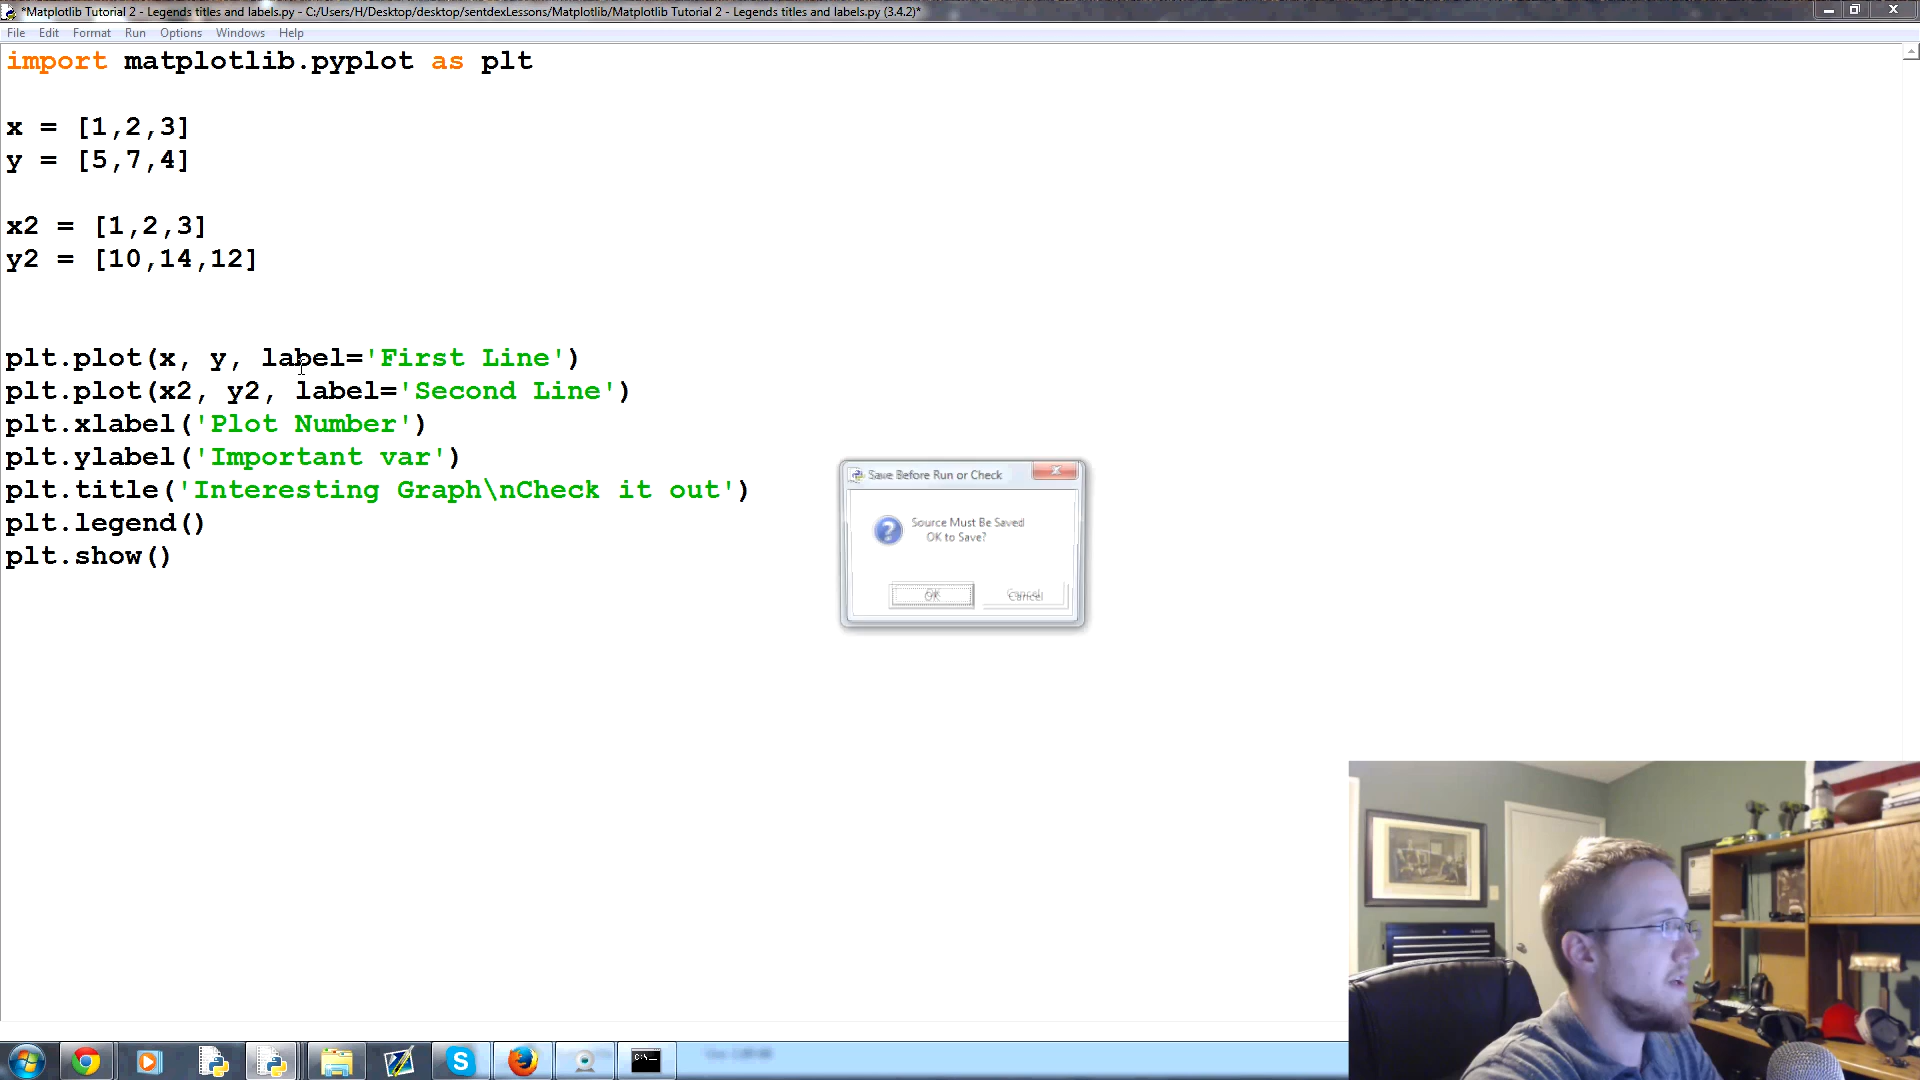 *Matplotlib Tutorial 2 - Legends titles and labels.py - C:/Users/H/Desktop/desktop/sentdexLessons/Matplotlib/Matplotlib Tutorial 2 - Legends titles and labels.py (3.4.2)*
File Edit Format Run Options Windows Help
import matplotlib.pyplot as plt
x = [1,2,3]
y = [5,7,4]
x2 = [1,2,3]
y2 = [10,14,12]
plt.plot(x, y, label='First Line')
plt.plot(x2, y2, label='Second Line')
plt.xlabel('Plot Number')
plt.ylabel('Important var')
plt.title('Interesting Graph\nCheck it out')
plt.legend()
plt.show()
Save Before Run or Check
Source Must Be Saved
OK to Save?
OK Cancel